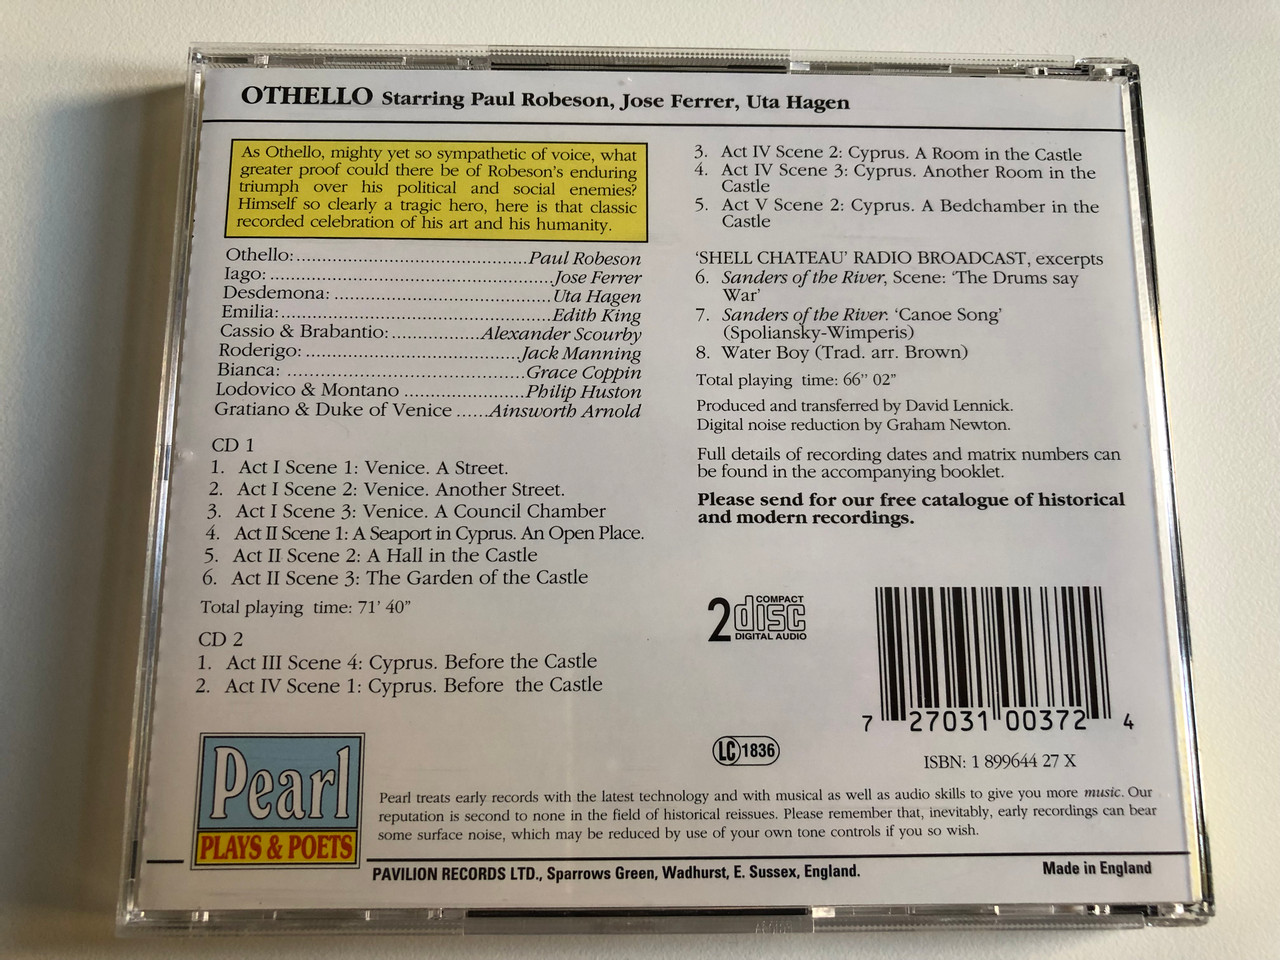 OTHELLO Starring Paul Robeson, Jose Ferrer, Uta Hagen
As Othello, mighty yet so sympathetic of voice, what
greater proof could there be of Robeson's enduring
triumph over his political and social enemies?
Himself so clearly a tragic hero, here is that classic
recorded celebration of his art and his humanity.
Othello:......................................Paul Robeson
Iago: ..............................................Jose Ferrer
Desdemona: ...................................Uta Hagen
Emilia:............................................Edith King
Cassio & Brabantio:..............Alexander Scourby
Roderigo: ...................................Jack Manning
Bianca: .......................................Grace Coppin
Lodovico & Montano ....................Philip Huston
Gratiano & Duke of Venice ......Ainsworth Arnold
CD 1
1. Act I Scene 1: Venice. A Street.
2. Act I Scene 2: Venice. Another Street.
3. Act I Scene 3: Venice. A Council Chamber
4. Act II Scene 1: A Seaport in Cyprus. An Open Place.
5. Act II Scene 2: A Hall in the Castle
6. Act II Scene 3: The Garden of the Castle
Total playing time: 71' 40"
CD 2
1. Act III Scene 4: Cyprus. Before the Castle
2. Act IV Scene 1: Cyprus. Before the Castle
3. Act IV Scene 2: Cyprus. A Room in the Castle
4. Act IV Scene 3: Cyprus. Another Room in the
Castle
5. Act V Scene 2: Cyprus. A Bedchamber in the
Castle
'SHELL CHATEAU' RADIO BROADCAST, excerpts
6. Sanders of the River, Scene: 'The Drums say
War'
7. Sanders of the River. 'Canoe Song'
(Spoliansky-Wimperis)
8. Water Boy (Trad. arr. Brown)
Total playing time: 66" 02"
Produced and transferred by David Lennick.
Digital noise reduction by Graham Newton.
Full details of recording dates and matrix numbers can
be found in the accompanying booklet.
Please send for our free catalogue of historical
and modern recordings.
2 COMPACT
disc
DIGITAL AUDIO
7 27031 00372 4
LC 1836
ISBN: 1 899644 27 X
Pearl
PLAYS & POETS
Pearl treats early records with the latest technology and with musical as well as audio skills to give you more music. Our
reputation is second to none in the field of historical reissues. Please remember that, inevitably, early recordings can bear
some surface noise, which may be reduced by use of your own tone controls if you so wish.
PAVILION RECORDS LTD., Sparrows Green, Wadhurst, E. Sussex, England.
Made in England